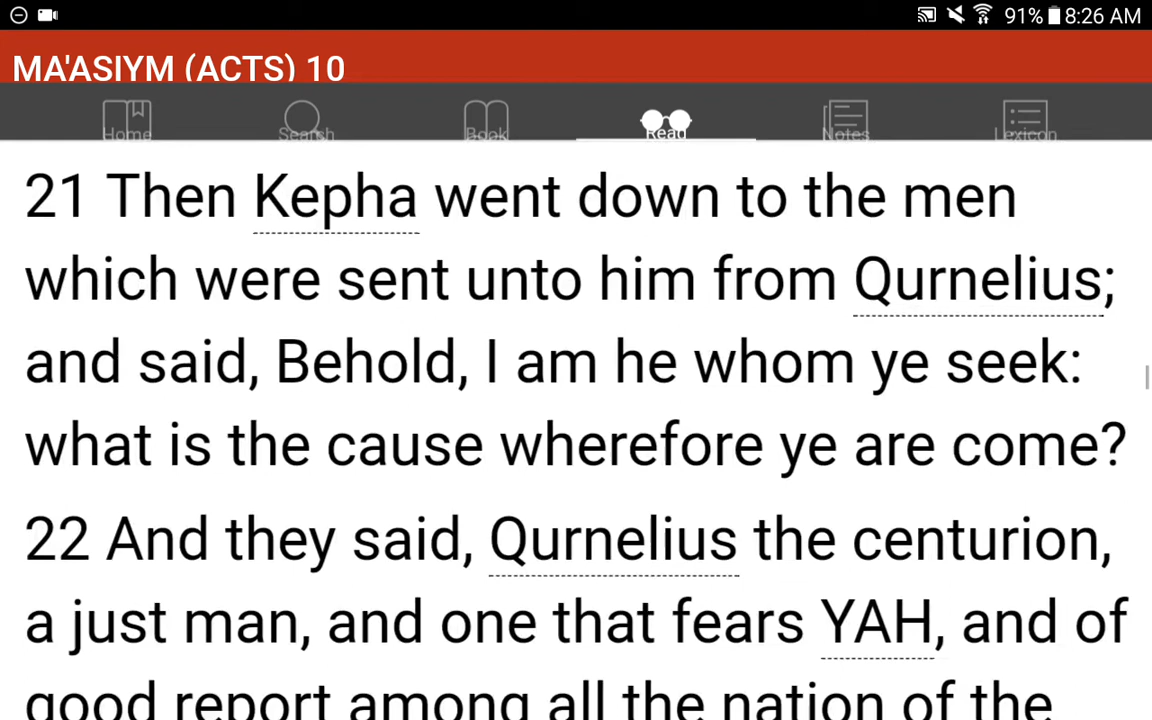 91% 8:26 AM
MA'ASIYM (ACTS) 10
Home Search Book Read Notes Lexicon
21 Then Kepha went down to the men
which were sent unto him from Qurnelius;
and said, Behold, I am he whom ye seek:
what is the cause wherefore ye are come?
22 And they said, Qurnelius the centurion,
a just man, and one that fears YAH, and of
good report among all the nation of the